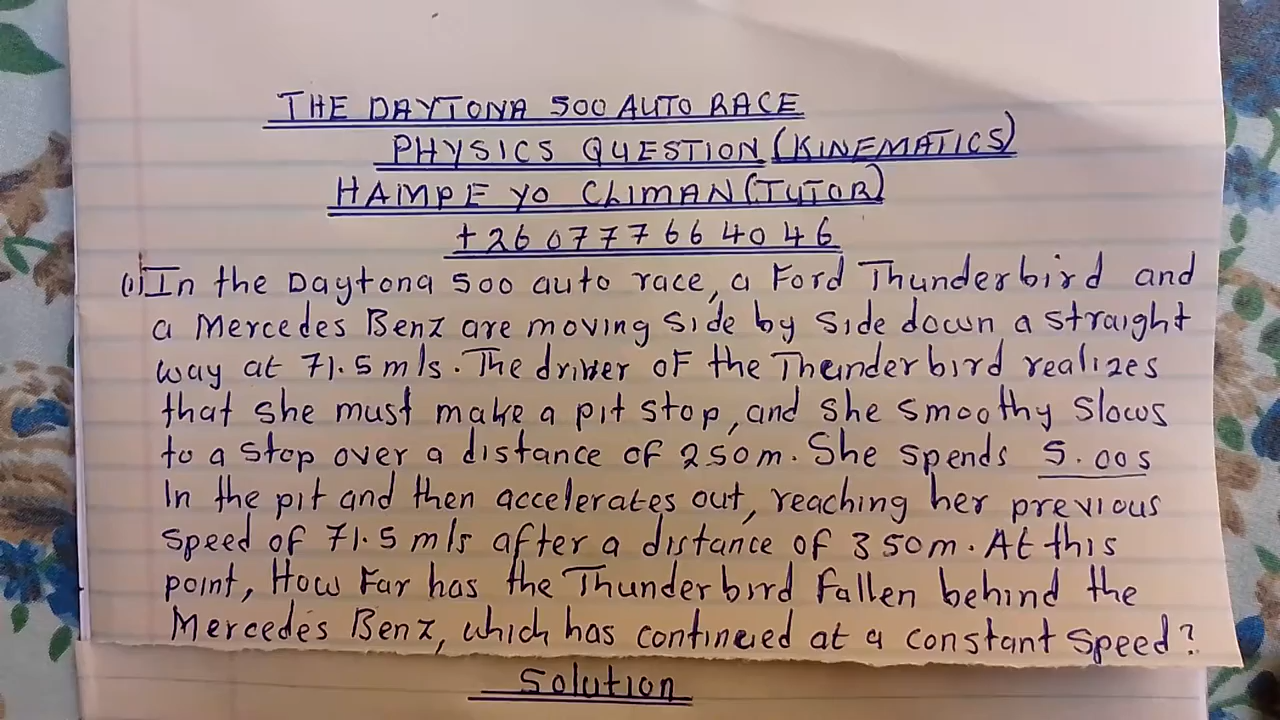 THE DAYTONA 500 AUTO RACE
PHYSICS QUESTION (KINEMATICS)
HAMPE YO CLIMAN (TUTOR)
+26 0777664046
(1) In the Daytona 500 auto race, a Ford Thunderbird and
a Mercedes Benz are moving side by side down a straight
way at 71.5 m/s. The driver of the Thunderbird realizes
that she must make a pit stop, and she smoothy slows
to a stop over a distance of 250m. She spends 5.00s
In the pit and then accelerates out, reaching her previous
speed of 71.5 m/s after a distance of 350m. At this
point, How Far has the Thunderbird fallen behind the
Mercedes Benz, which has continued at a constant speed?
Solution